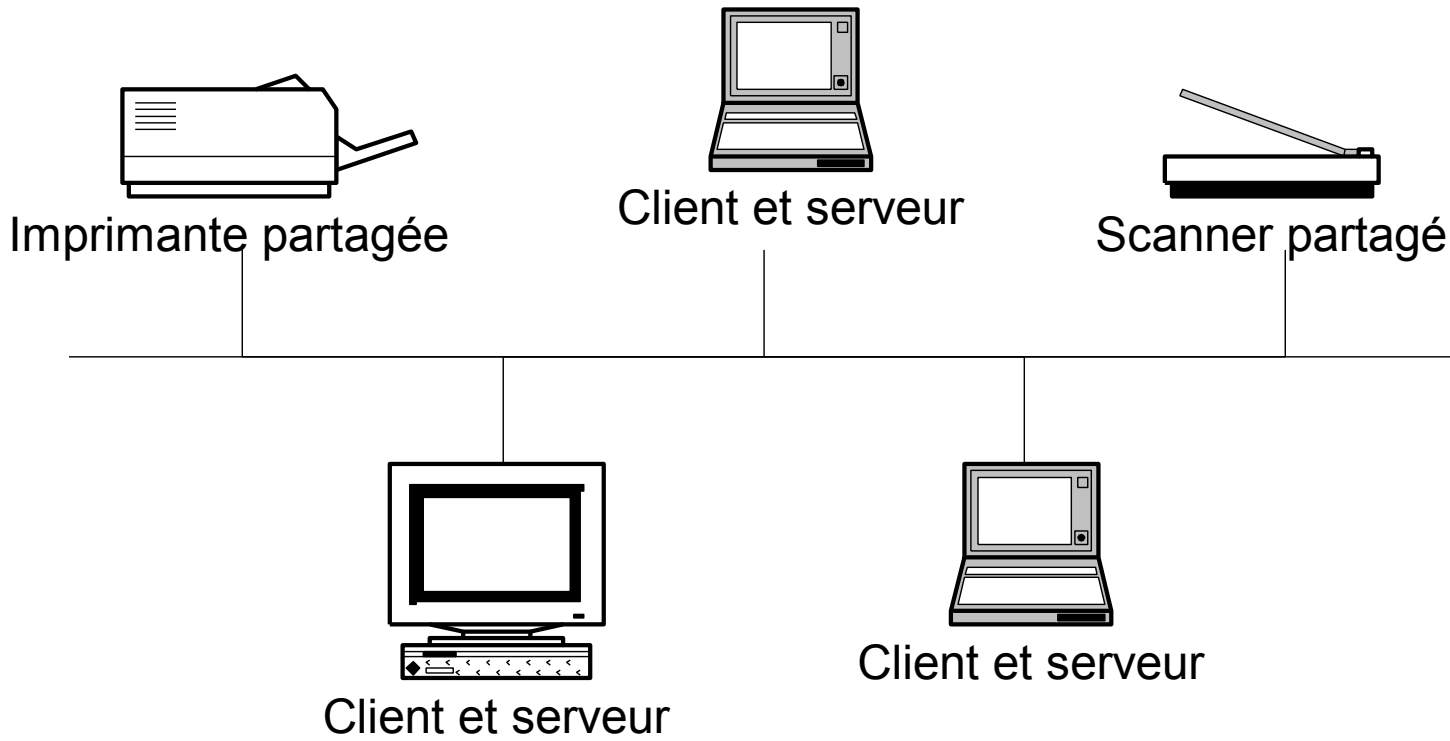 Imprimante partagée
Client et serveur
Scanner partagé
Client et serveur
Client et serveur